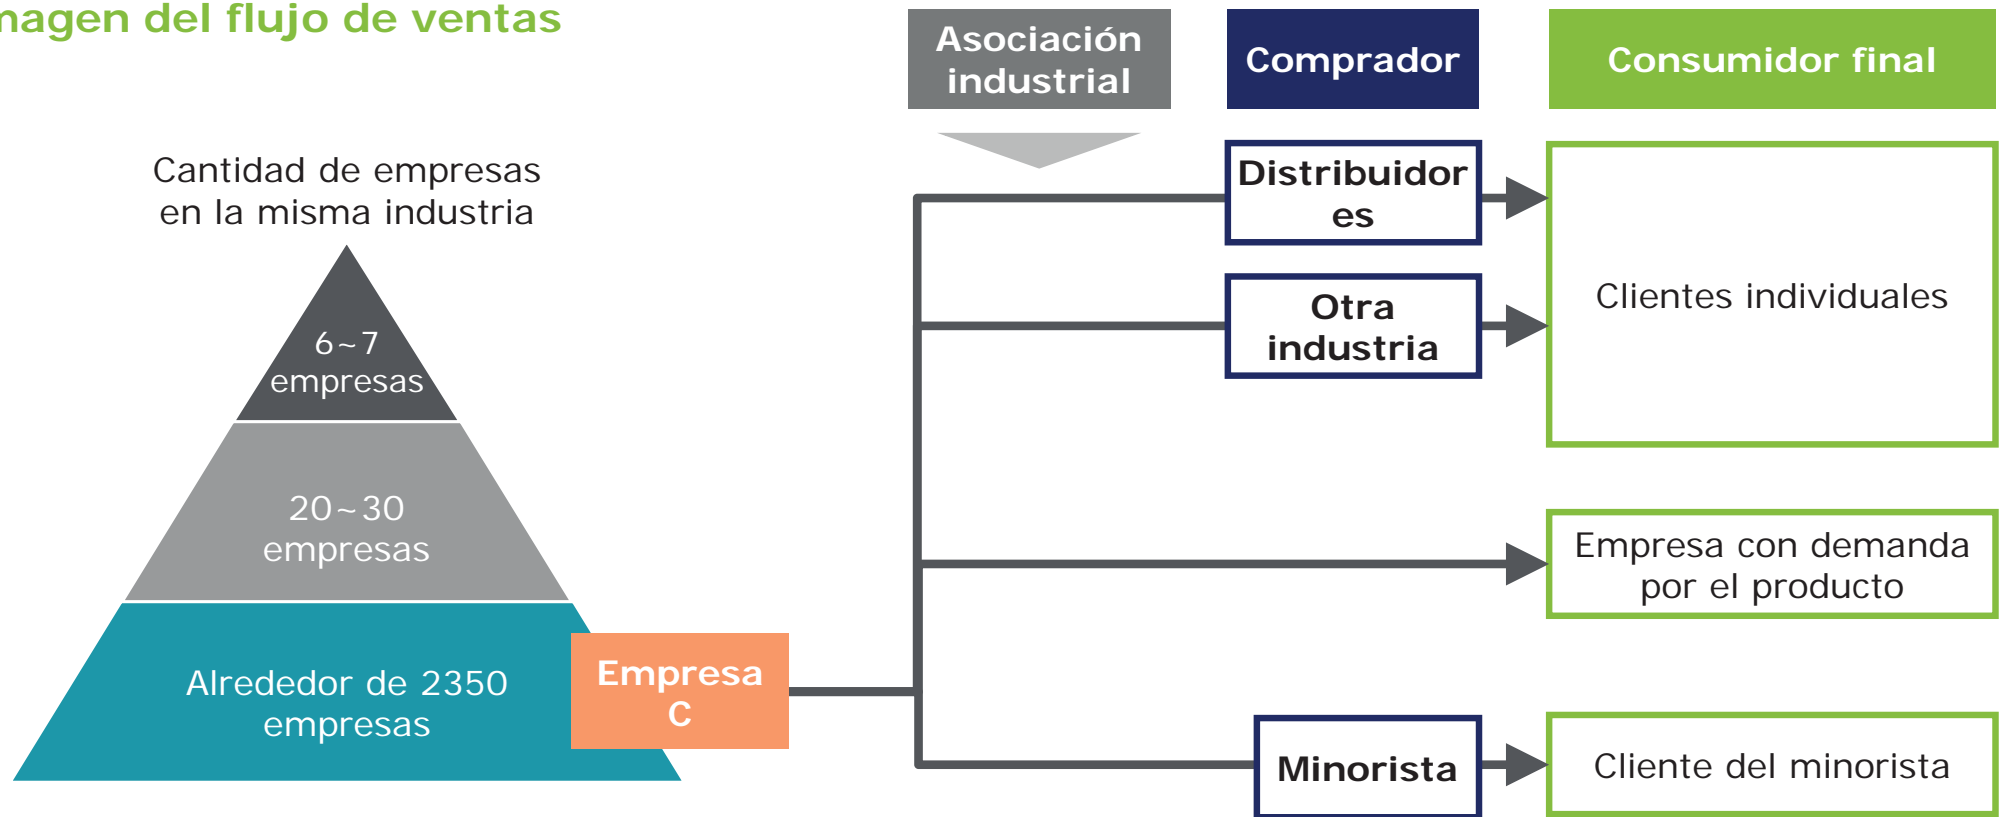 magen del flujo de ventas
Asociación
industrial
Comprador
Consumidor final
Cantidad de empresas
en la misma industria
6~7
empresas
20~30
empresas
Alrededor de 2350
empresas
Empresa
C
Distribuidor
es
Otra
industria
Minorista
Clientes individuales
Empresa con demanda
por el producto
Cliente del minorista